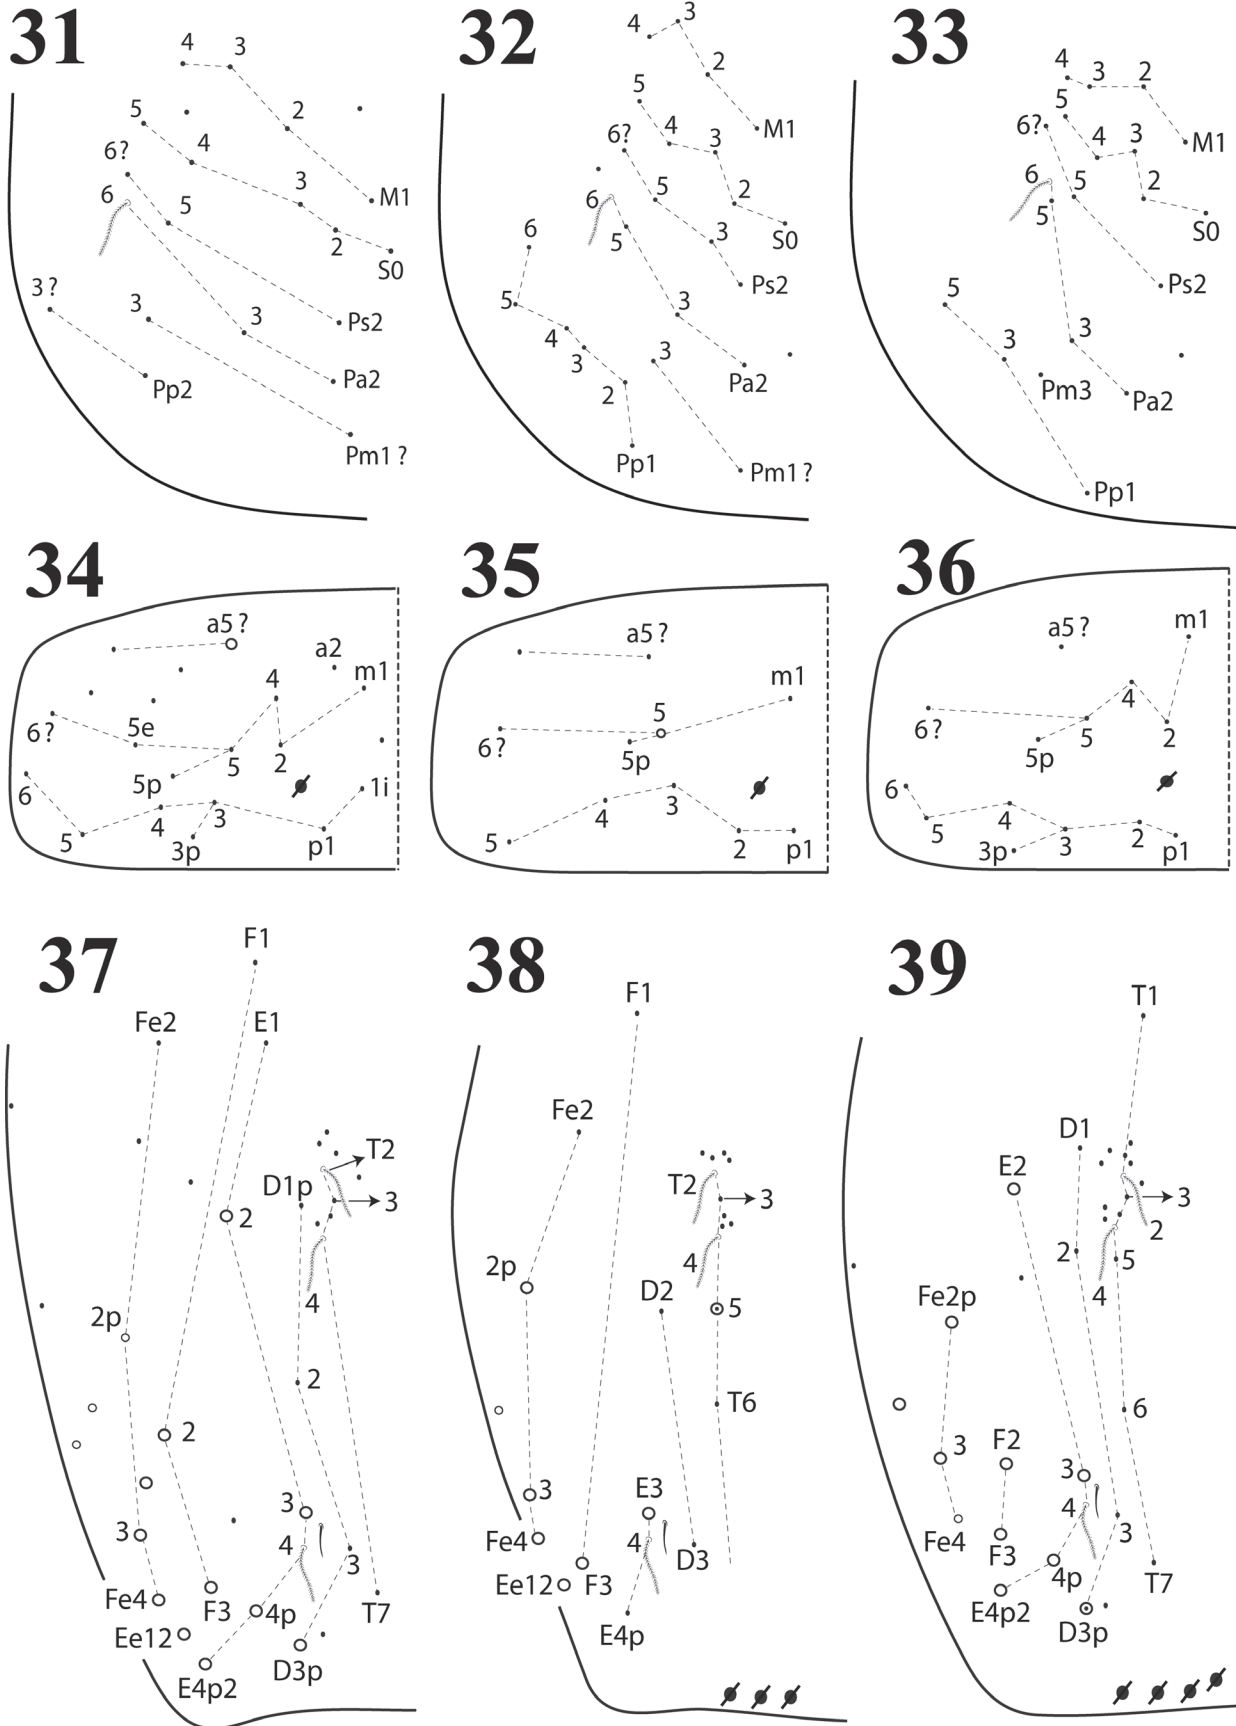 31
4 3
5 2
4
6?
3 M1
6 5
2
S0
3? 3 3 Ps2
Pa2
Pp2
Pm1?
32
4 3
2
5
4 3 M1
6?
5 2
6 6
5 3 S0
Ps2
5 3
4 3
3 Pa2
2
Pp1 Pm1?
33
4 3 2
5
6? 4 3 M1
6 5 2
5 S0
Ps2
5
3 3
Pm3 Pa2
Pp1
34
a5?
a2
4 m1
6? 5e
5 2
5p
6 1i
4 3
5 3p p1
35
a5?
m1
5
6?
5p
3
4
5 2 p1
36
a5? m1
4
6?
5 2
5p
6
5 4 2
3p 3 p1
37
F1
Fe2 E1
T2
D1p
3
2
4
2p
2
2
3
3 4
3
Fe4 F3 4p T7
Ee12
E4p2 D3p
38
F1
Fe2
T2 3
2p 4
D2 5
T6
3 E3
Fe4 4
D3
Ee12 F3
E4p
39
T1
D1
E2
3
2
2 5
Fe2p 4
6
3 F2
3
4
Fe4 3
F3 4p T7
E4p2
D3p